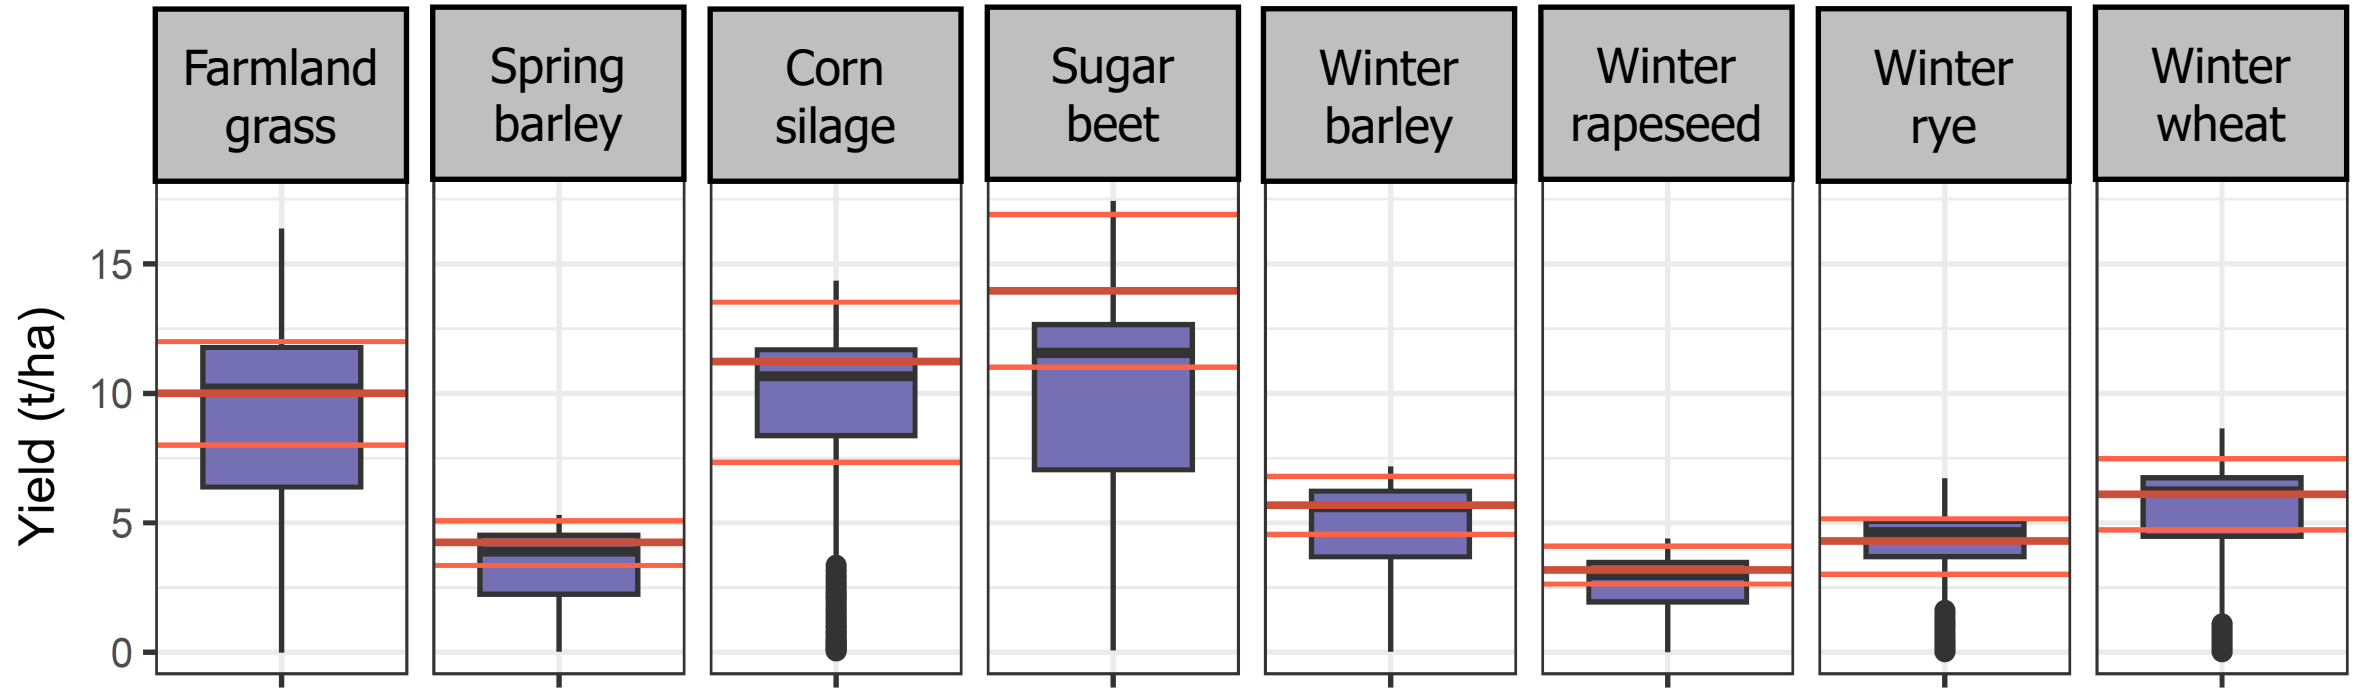 Farmland
grass
Spring
barley
Corn
silage
Sugar
beet
Winter
barley
Winter
rapeseed
Winter
rye
Winter
wheat
Yield (t/ha)
15
10
5
0